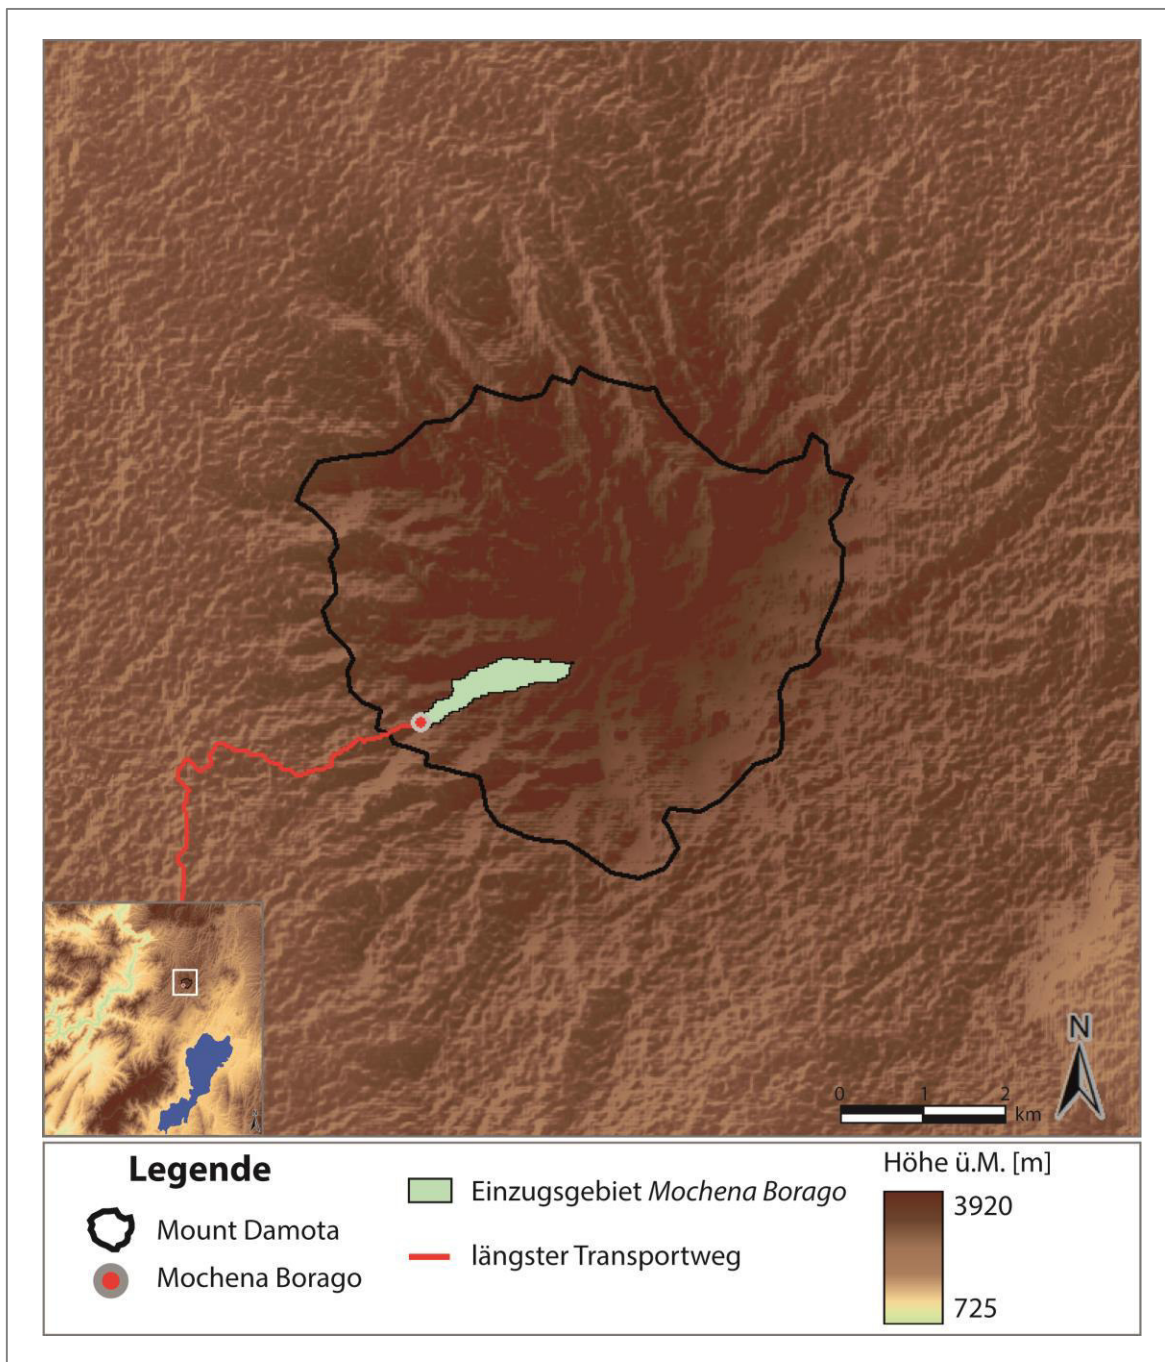 N
0 1 2
km
Legende
Mount Damota
Mochena Borago
Einzugsgebiet Mochena Borago
längster Transportweg
Höhe ü.M. [m]
3920
725